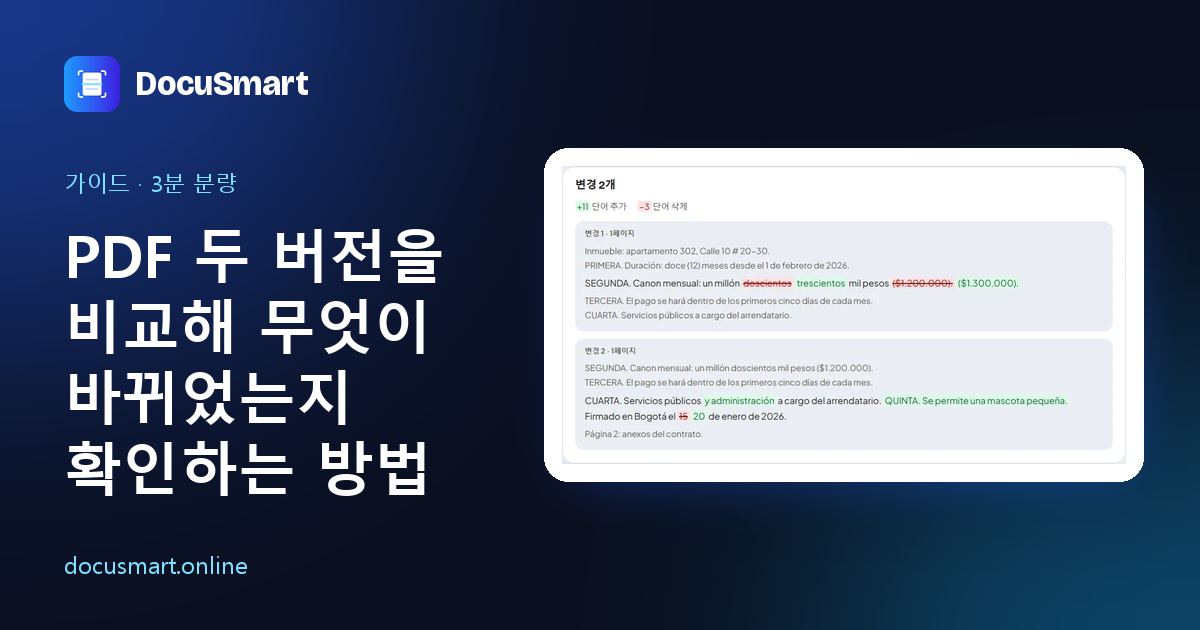 DocuSmart
가이드 · 3분 분량
PDF 두 버전을
비교해 무엇이
바뀌었는지
확인하는 방법
docusmart.online
변경 2개
+11 단어 추가 −3 단어 삭제
변경 1 · 1페이지
Inmueble: apartamento 302, Calle 10 # 20-30.
PRIMERA. Duración: doce (12) meses desde el 1 de febrero de 2026.
SEGUNDA. Canon mensual: un millón doscientos trescientos mil pesos ($1.200.000). ($1.300.000).
TERCERA. El pago se hará dentro de los primeros cinco días de cada mes.
CUARTA. Servicios públicos a cargo del arrendatario.
변경 2 · 1페이지
SEGUNDA. Canon mensual: un millón doscientos mil pesos ($1.200.000).
TERCERA. El pago se hará dentro de los primeros cinco días de cada mes.
CUARTA. Servicios públicos y administración a cargo del arrendatario. QUINTA. Se permite una mascota pequeña.
Firmado en Bogotá el 15 20 de enero de 2026.
Página 2: anexos del contrato.